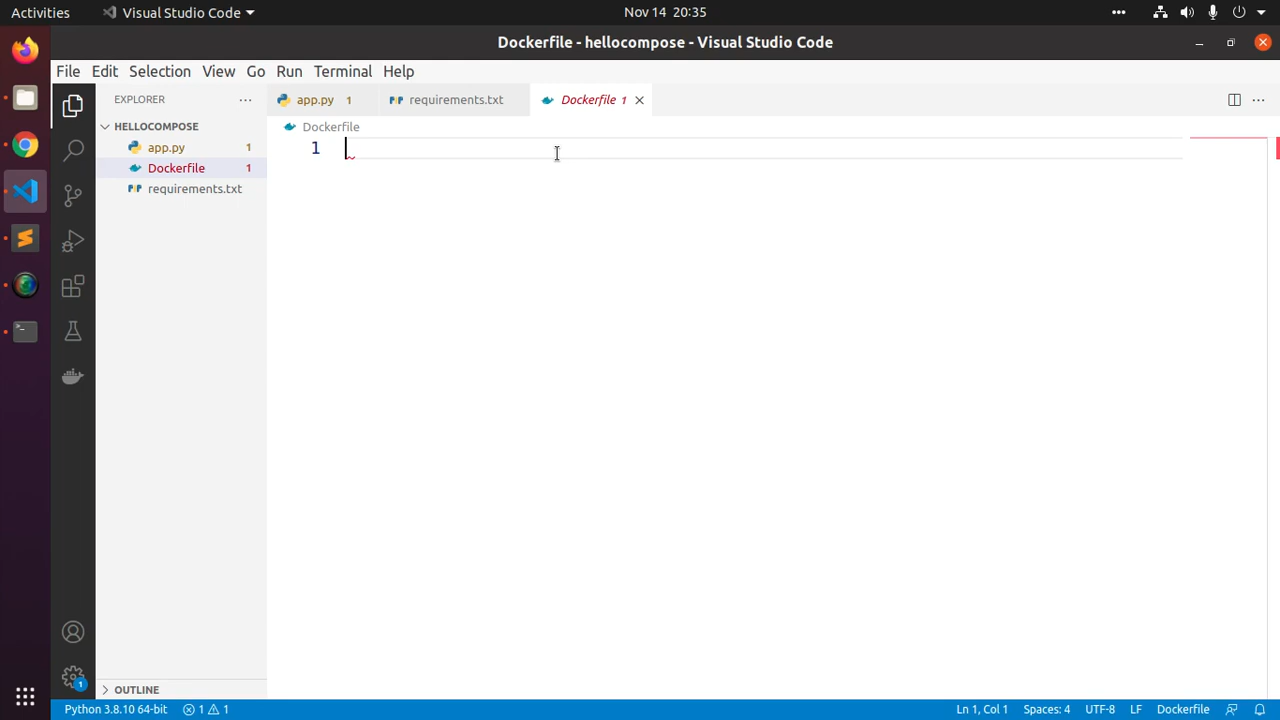 Activities
Visual Studio Code
Nov 14 20:35
Dockerfile - hellocompose - Visual Studio Code
File Edit Selection View Go Run Terminal Help
EXPLORER
app.py 1
requirements.txt
Dockerfile 1
HELLOCOMPOSE
Dockerfile
app.py 1
1
Dockerfile 1
requirements.txt
1
OUTLINE
Python 3.8.10 64-bit 1 1 Ln 1, Col 1 Spaces: 4 UTF-8 LF Dockerfile